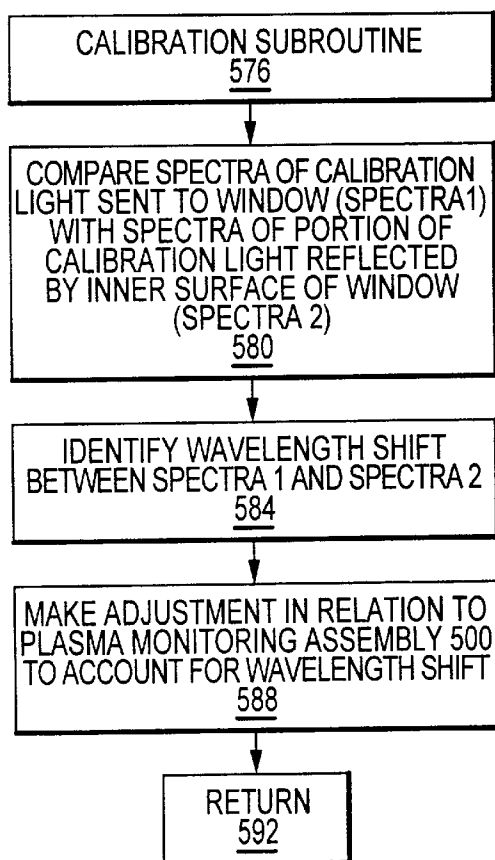 CALIBRATION SUBROUTINE
576
COMPARE SPECTRA OF CALIBRATION
LIGHT SENT TO WINDOW (SPECTRA1)
WITH SPECTRA OF PORTION OF
CALIBRATION LIGHT REFLECTED
BY INNER SURFACE OF WINDOW
(SPECTRA 2)
580
IDENTIFY WAVELENGTH SHIFT
BETWEEN SPECTRA 1 AND SPECTRA 2
584
MAKE ADJUSTMENT IN RELATION TO
PLASMA MONITORING ASSEMBLY 500
TO ACCOUNT FOR WAVELENGTH SHIFT
588
RETURN
592